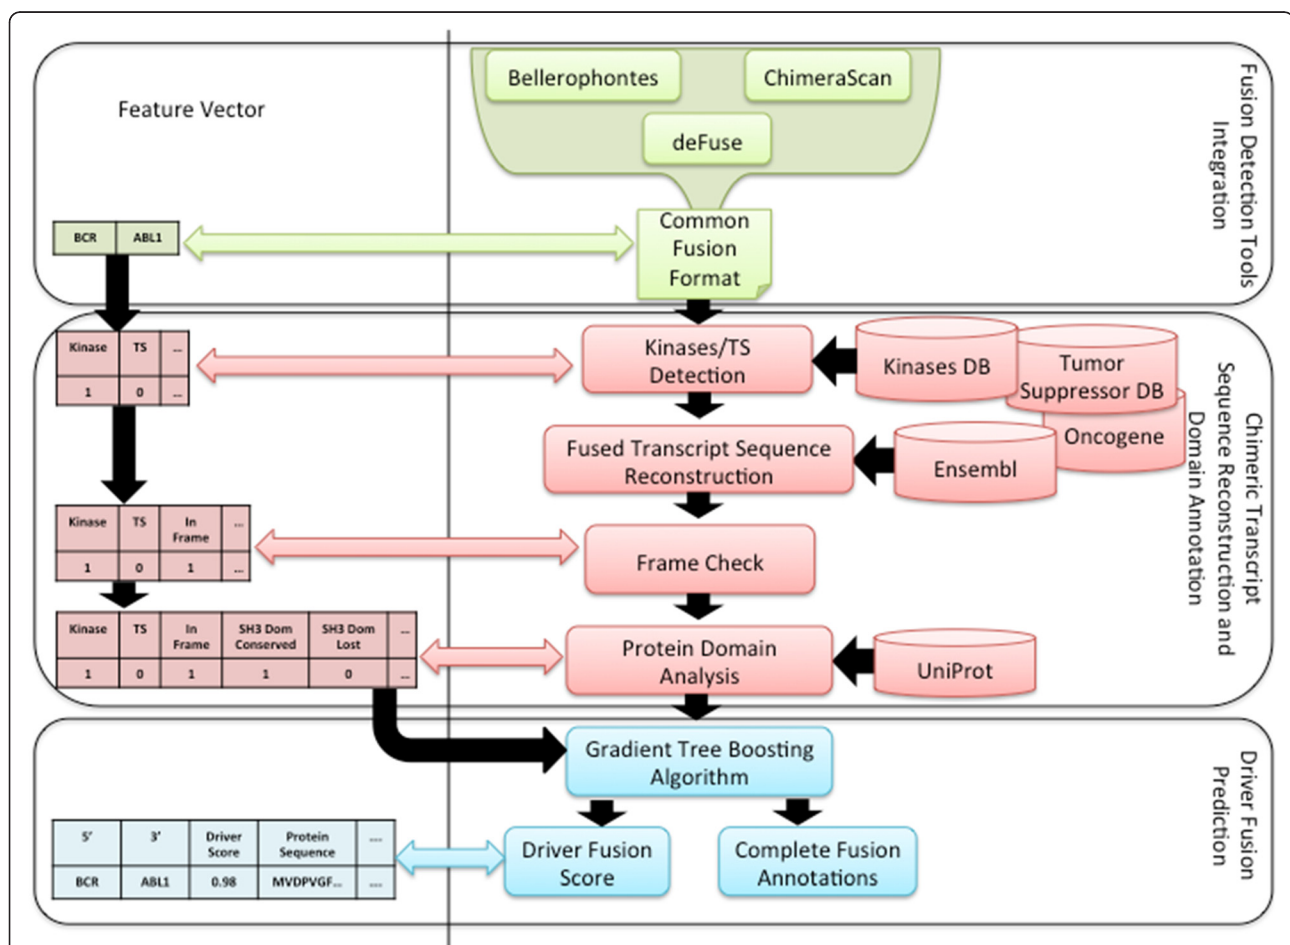 Feature Vector
Bellerophontes
ChimeraScan
deFuse
Fusion Detection Tools
Integration
BCR ABL1
Common
Fusion
Format
Kinase TS ...
1 0 ...
Kinases/TS
Detection
Kinases DB
Tumor
Suppressor DB
Oncogene
Fused Transcript Sequence
Reconstruction
Ensembl
Chimeric Transcript
Sequence Reconstruction and
Domain Annotation
Kinase TS In
Frame ...
1 0 1 ...
Frame Check
Kinase TS In
Frame SH3 Dom
Conserved SH3 Dom
Lost ...
1 0 1 1 0 ...
Protein Domain
Analysis
UniProt
Gradient Tree Boosting
Algorithm
Driver Fusion
Prediction
5' 3' Driver
Score Protein
Sequence ....
BCR ABL1 0.98 MVDPVGF... ....
Driver Fusion
Score
Complete Fusion
Annotations